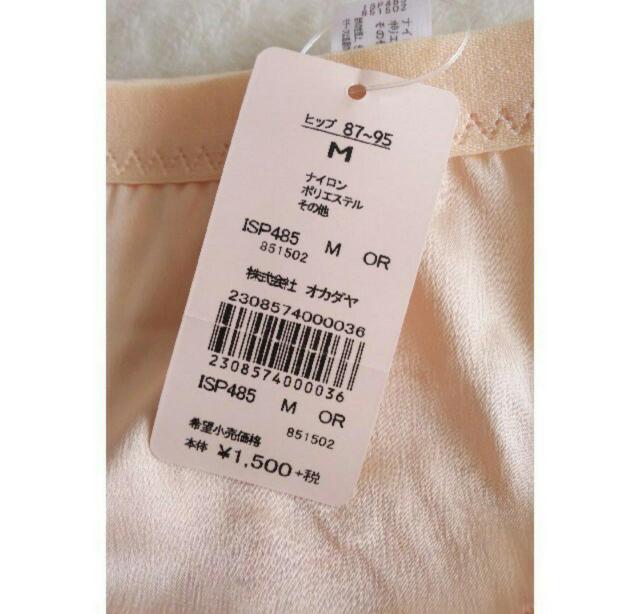 ナイ
ヒップ 87~95
M
ナイロン
ポリエステル
その他
ISP485 M OR
851502
株式会社 オカダヤ
2308574000036
2308574000036
ISP485 M OR
851502
希望小売価格
本体 ¥1,500+税